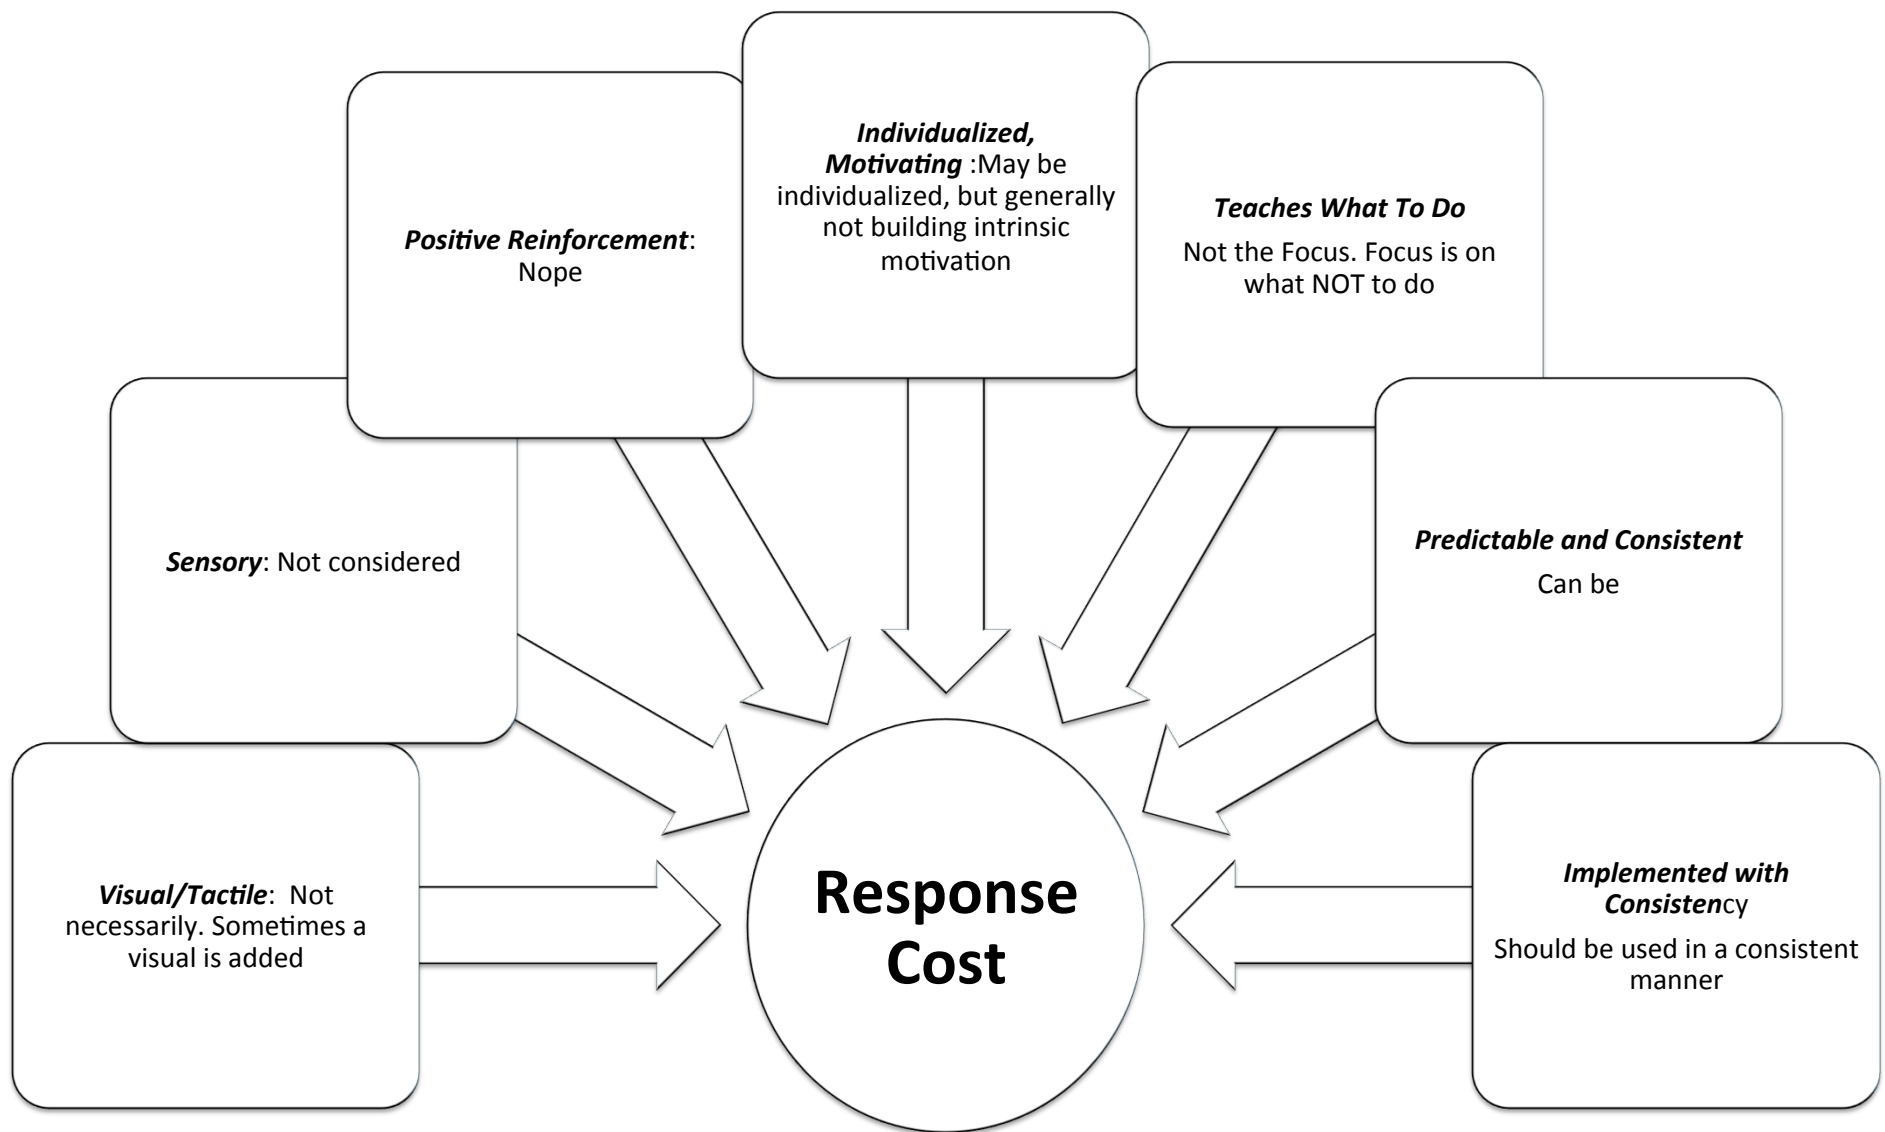 Visual/Tactile:  Not
necessarily. Sometimes a
visual is added
Sensory: Not considered
Positive Reinforcement:
Nope
Individualized,
Motivating :May be
individualized, but generally
not building intrinsic
motivation
Teaches What To Do
Not the Focus. Focus is on
what NOT to do
Predictable and Consistent
Can be
Implemented with
Consistency
Should be used in a consistent
manner
Response
Cost